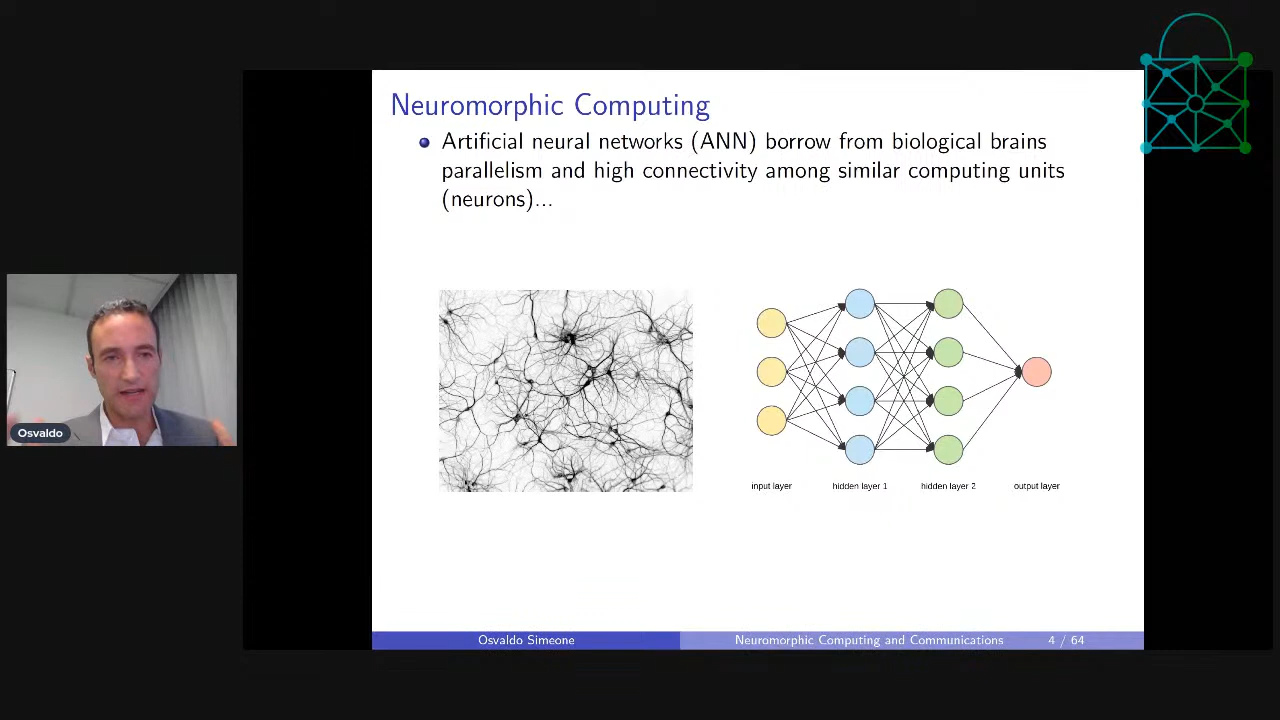 Neuromorphic Computing
Artificial neural networks (ANN) borrow from biological brains
parallelism and high connectivity among similar computing units
(neurons)...
input layer
hidden layer 1
hidden layer 2
output layer
Osvaldo
Osvaldo Simeone
Neuromorphic Computing and Communications
4 / 64